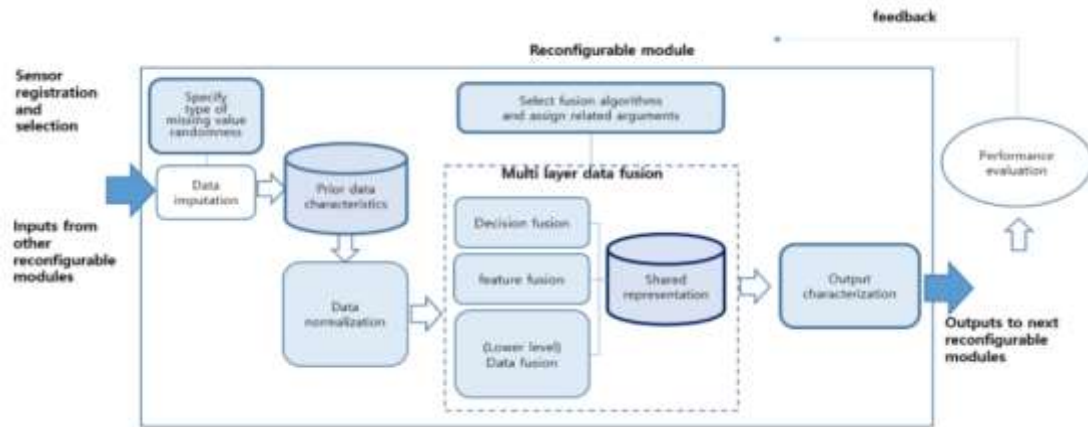 feedback
Reconfigurable module
Sensor
registration
and
selection
Specify
type of
missing value
randomness
Select fusion algorithms
and assign related arguments
Data
imputation
Prior data
characteristics
Multi layer data fusion
Performance
evaluation
Inputs from
other
reconfigurable
modules
Decision fusion
feature fusion
Shared
representation
Output
characterization
Data
normalization
(Lower level)
Data fusion
Outputs to next
reconfigurable
modules